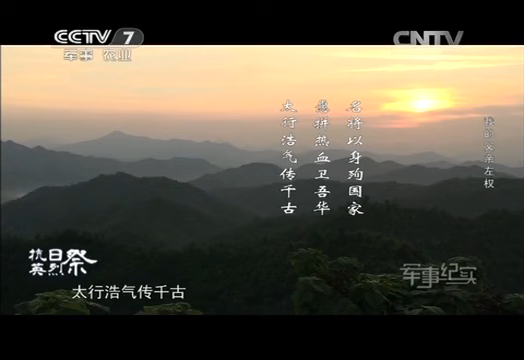 CCTV 7
军事 农业
CNTV
名将以身殉国家
愿拼热血卫吾华
太行浩气传千古
我的父亲左权
抗日英烈祭
军事纪实
太行浩气传千古